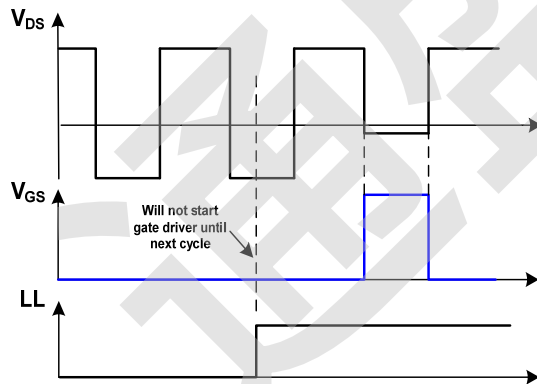 VDS
VGS
Will not start
gate driver until
next cycle
LL